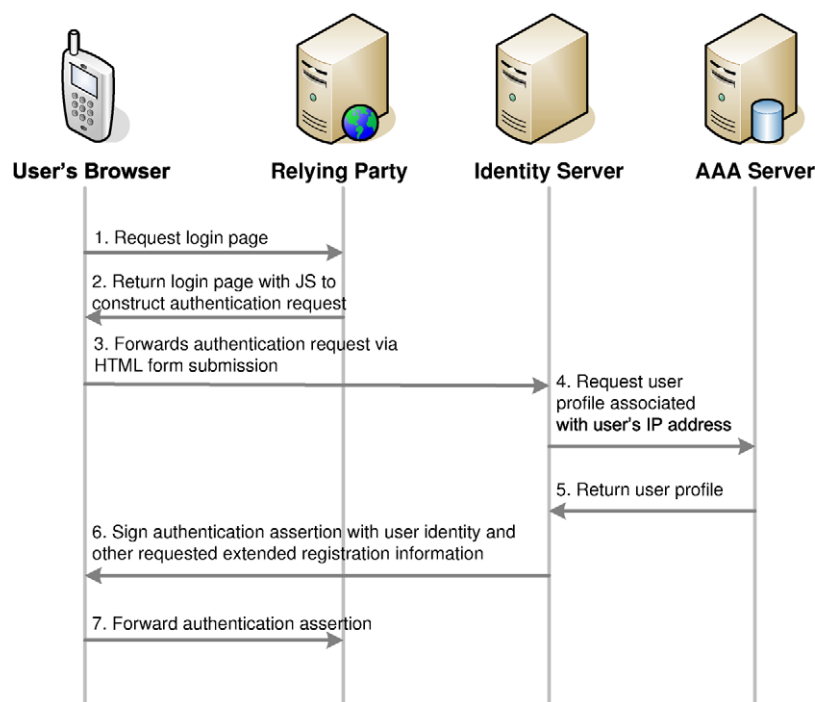 User's Browser
Relying Party
Identity Server
AAA Server
1. Request login page
2. Return login page with JS to
construct authentication request
3. Forwards authentication request via
HTML form submission
4. Request user
profile associated
with user's IP address
5. Return user profile
6. Sign authentication assertion with user identity and
other requested extended registration information
7. Forward authentication assertion